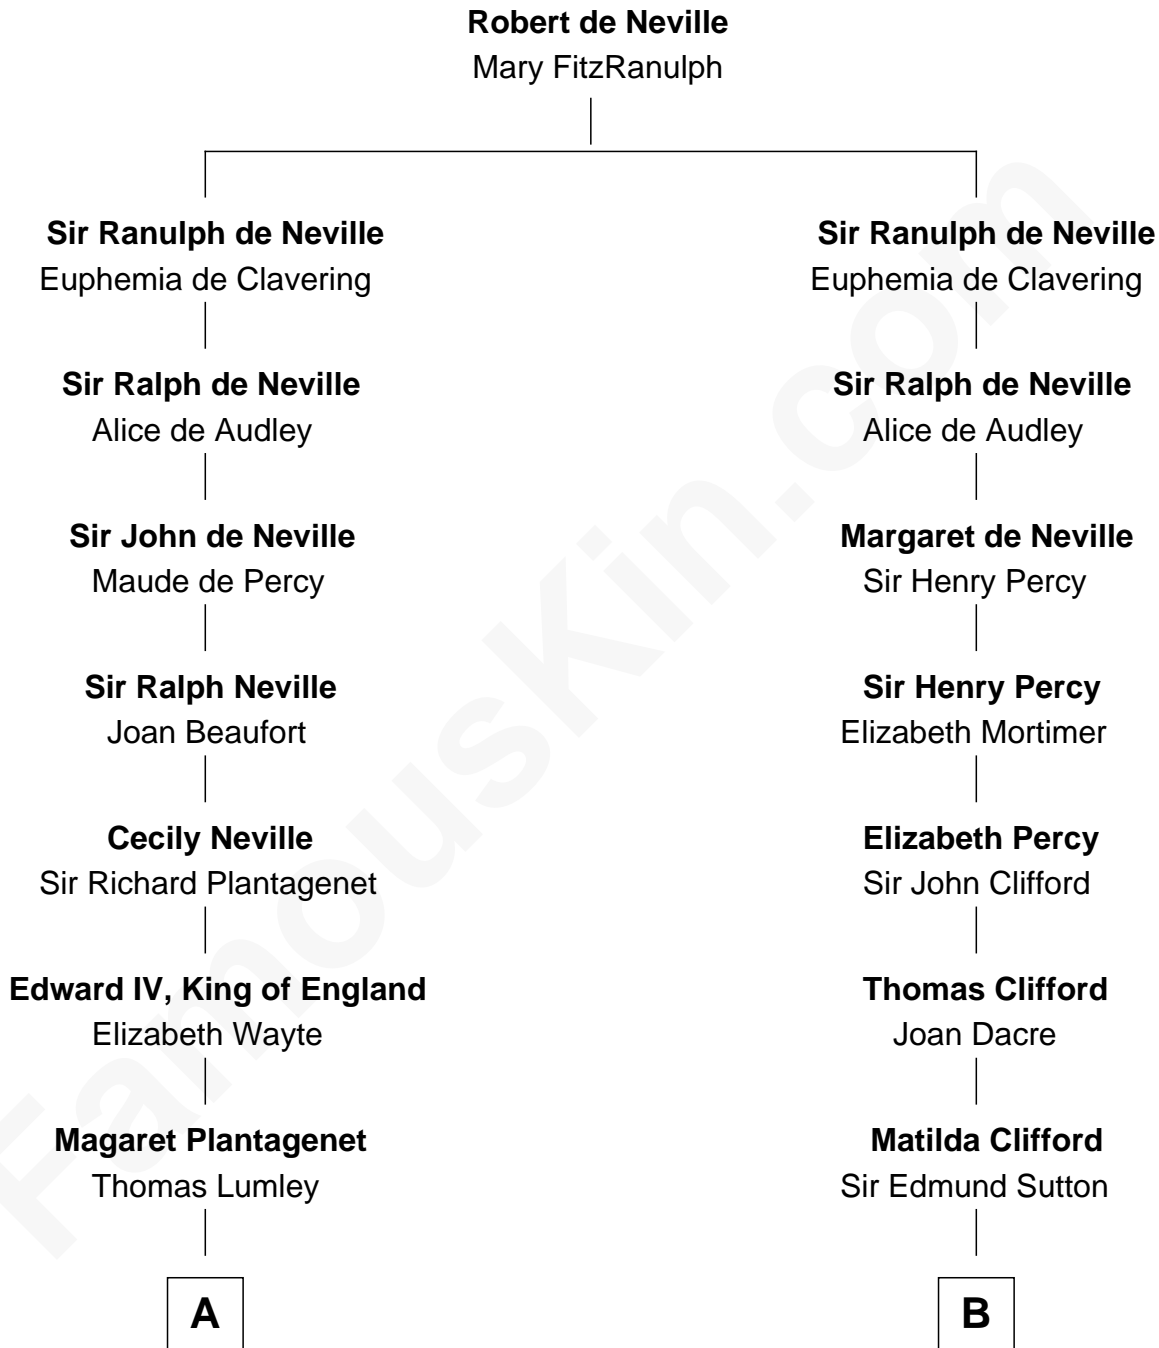 Robert de Neville
Mary FitzRanulph
Sir Ranulph de Neville
Euphemia de Clavering
Sir Ranulph de Neville
Euphemia de Clavering
Sir Ralph de Neville
Alice de Audley
Sir Ralph de Neville
Alice de Audley
Sir John de Neville
Maude de Percy
Margaret de Neville
Sir Henry Percy
Sir Ralph Neville
Joan Beaufort
Sir Henry Percy
Elizabeth Mortimer
Cecily Neville
Sir Richard Plantagenet
Elizabeth Percy
Sir John Clifford
Edward IV, King of England
Elizabeth Wayte
Thomas Clifford
Joan Dacre
Magaret Plantagenet
Thomas Lumley
Matilda Clifford
Sir Edmund Sutton
A
B
FamousKin.com